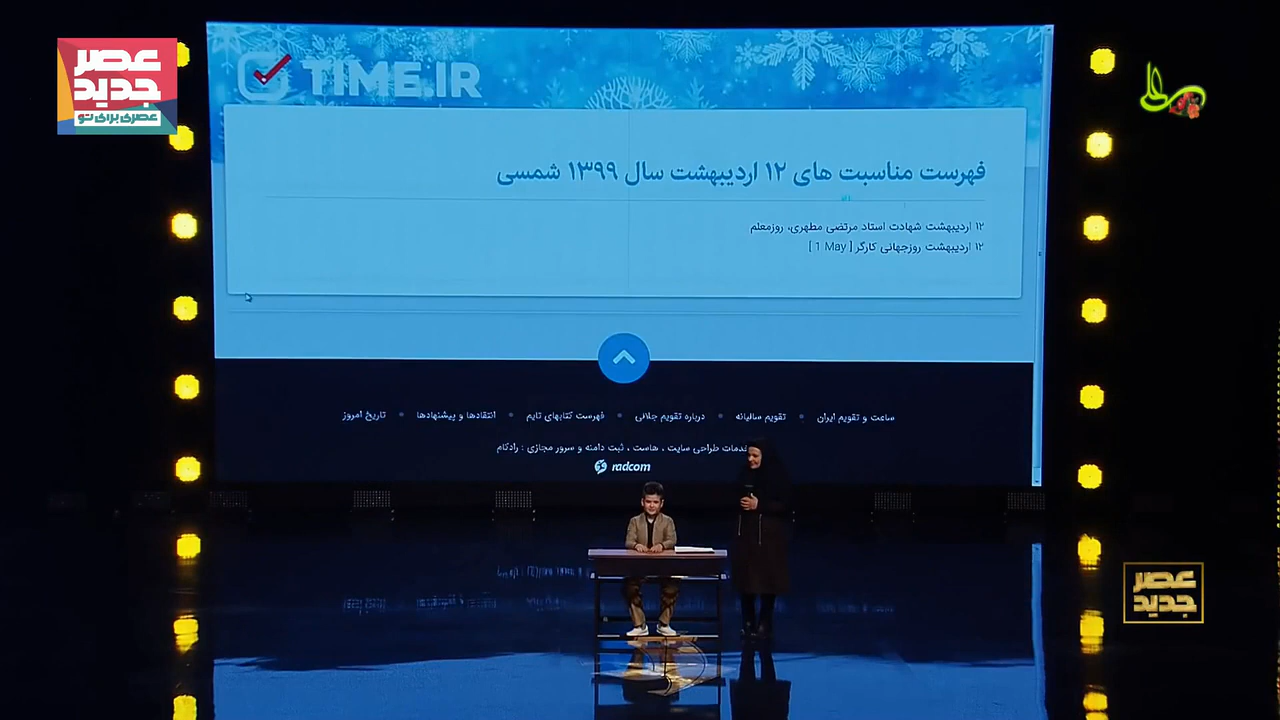 عصر
جدید
عصری برای تو
TIME.IR
فهرست مناسبت های ۱۲ اردیبهشت سال ۱۳۹۹ شمسی
۱۲ اردیبهشت شهادت استاد مرتضی مطهری، روزمعلم
۱۲ اردیبهشت روزجهانی کارگر [ 1 May ]
ساعت و تقویم ایران • تقویم سالیانه • درباره تقویم جلالی • فهرست کتابهای تایم • انتقادها و پیشنهادها • تاریخ امروز
خدمات طراحی سایت ، هاست ، ثبت دامنه و سرور مجازی : رادکام
radcom
عصر
جدید